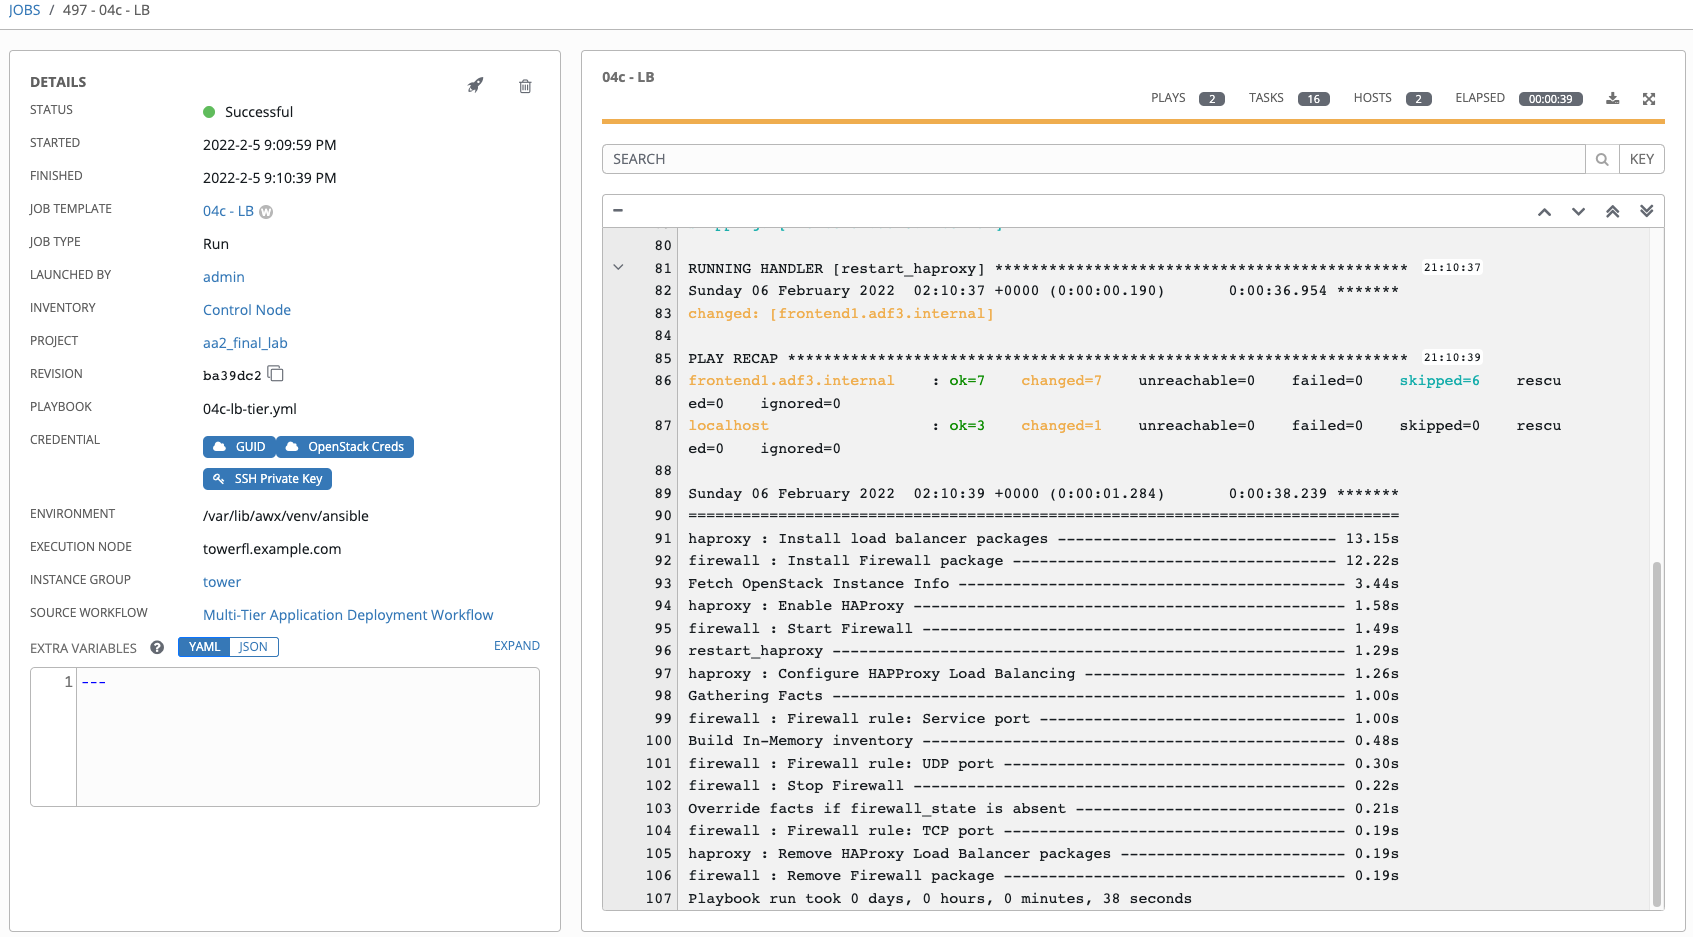 JOBS / 497 - 04c - LB
DETAILS
STATUS Successful
STARTED 2022-2-5 9:09:59 PM
FINISHED 2022-2-5 9:10:39 PM
JOB TEMPLATE 04c - LB W
JOB TYPE Run
LAUNCHED BY admin
INVENTORY Control Node
PROJECT aa2_final_lab
REVISION ba39dc2
PLAYBOOK 04c-lb-tier.yml
CREDENTIAL GUID OpenStack Creds
SSH Private Key
ENVIRONMENT /var/lib/awx/venv/ansible
EXECUTION NODE towerfl.example.com
INSTANCE GROUP tower
SOURCE WORKFLOW Multi-Tier Application Deployment Workflow
EXTRA VARIABLES ? YAML JSON EXPAND
1 ---
04c - LB
PLAYS 2 TASKS 16 HOSTS 2 ELAPSED 00:00:39
SEARCH KEY
80
81 RUNNING HANDLER [restart_haproxy] ********************************************** 21:10:37
82 Sunday 06 February 2022  02:10:37 +0000 (0:00:00.190)       0:00:36.954 *******
83 changed: [frontend1.adf3.internal]
84
85 PLAY RECAP ********************************************************************* 21:10:39
86 frontend1.adf3.internal    : ok=7    changed=7    unreachable=0    failed=0    skipped=6    rescu
ed=0    ignored=0
87 localhost                  : ok=3    changed=1    unreachable=0    failed=0    skipped=0    rescu
ed=0    ignored=0
88
89 Sunday 06 February 2022  02:10:39 +0000 (0:00:01.284)       0:00:38.239 *******
90 ===============================================================================
91 haproxy : Install load balancer packages ------------------------------- 13.15s
92 firewall : Install Firewall package ------------------------------------ 12.22s
93 Fetch OpenStack Instance Info ------------------------------------------- 3.44s
94 haproxy : Enable HAProxy ------------------------------------------------ 1.58s
95 firewall : Start Firewall ----------------------------------------------- 1.49s
96 restart_haproxy --------------------------------------------------------- 1.29s
97 haproxy : Configure HAPProxy Load Balancing ----------------------------- 1.26s
98 Gathering Facts --------------------------------------------------------- 1.00s
99 firewall : Firewall rule: Service port ---------------------------------- 1.00s
100 Build In-Memory inventory ----------------------------------------------- 0.48s
101 firewall : Firewall rule: UDP port -------------------------------------- 0.30s
102 firewall : Stop Firewall ------------------------------------------------ 0.22s
103 Override facts if firewall_state is absent ------------------------------ 0.21s
104 firewall : Firewall rule: TCP port -------------------------------------- 0.19s
105 haproxy : Remove HAProxy Load Balancer packages ------------------------- 0.19s
106 firewall : Remove Firewall package -------------------------------------- 0.19s
107 Playbook run took 0 days, 0 hours, 0 minutes, 38 seconds